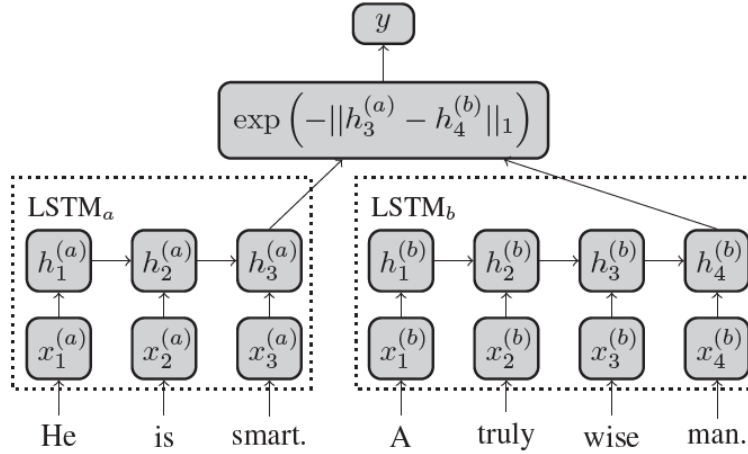 y
exp(-||h_3^{(a)} - h_4^{(b)}||_1)
LSTM_a LSTM_b
h_1^{(a)} h_2^{(a)} h_3^{(a)} h_1^{(b)} h_2^{(b)} h_3^{(b)} h_4^{(b)}
x_1^{(a)} x_2^{(a)} x_3^{(a)} x_1^{(b)} x_2^{(b)} x_3^{(b)} x_4^{(b)}
He is smart. A truly wise man.